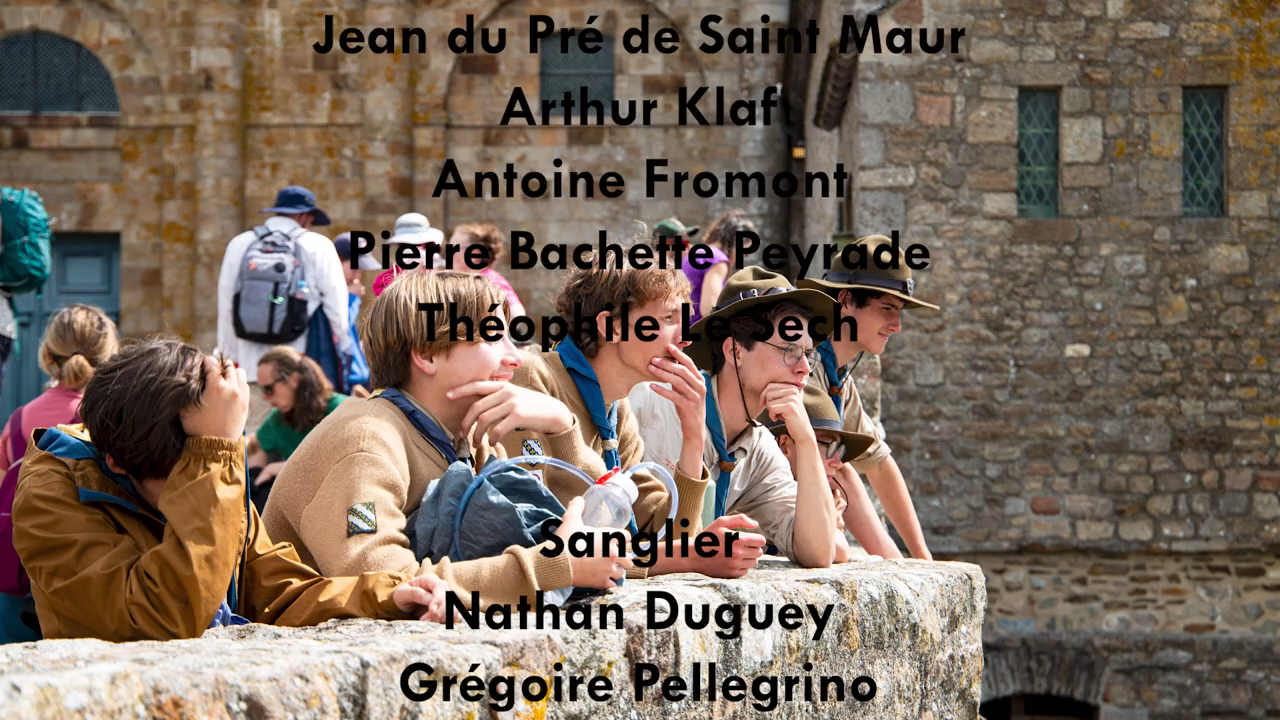 Jean du Pré de Saint Maur
Arthur Klaft
Antoine Fromont
Pierre Bachette Peyrade
Théophile Le Sech'
Sanglier
Nathan Duguey
Grégoire Pellegrino